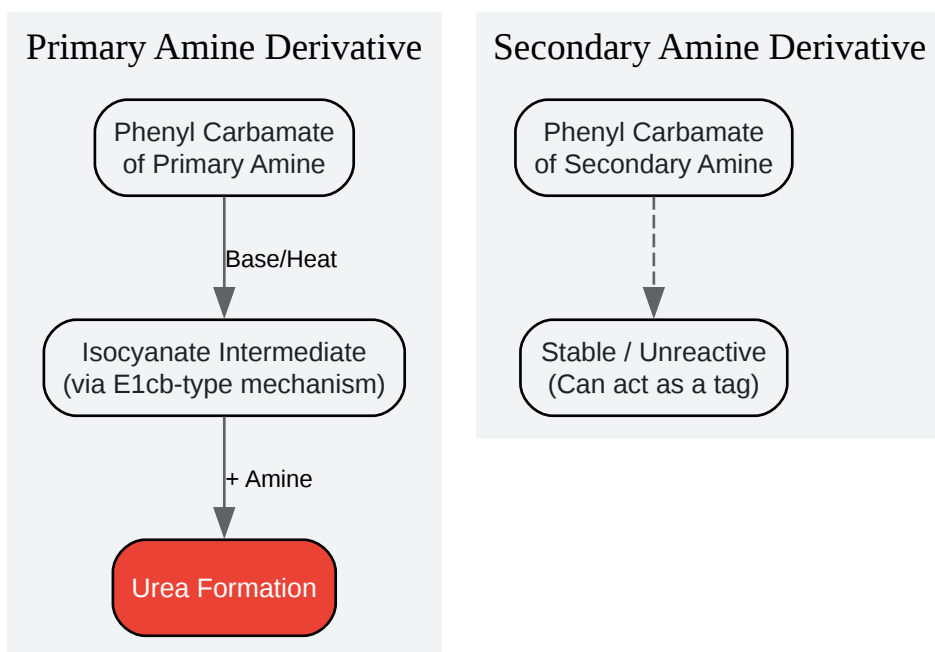 Primary Amine Derivative
Phenyl Carbamate
of Primary Amine
Base/Heat
Isocyanate Intermediate
(via E1cb-type mechanism)
+ Amine
Urea Formation
Secondary Amine Derivative
Phenyl Carbamate
of Secondary Amine
Stable / Unreactive
(Can act as a tag)